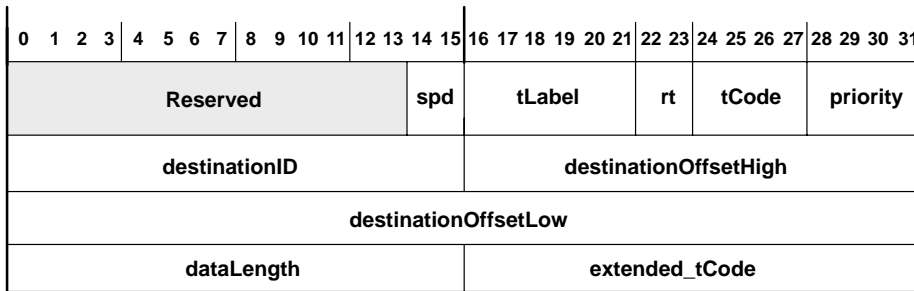 0 1 2 3 4 5 6 7 8 9 10 11 12 13 14 15 16 17 18 19 20 21 22 23 24 25 26 27 28 29 30 31
Reserved spd tLabel rt tCode priority
destinationID destinationOffsetHigh
destinationOffsetLow
dataLength extended_tCode